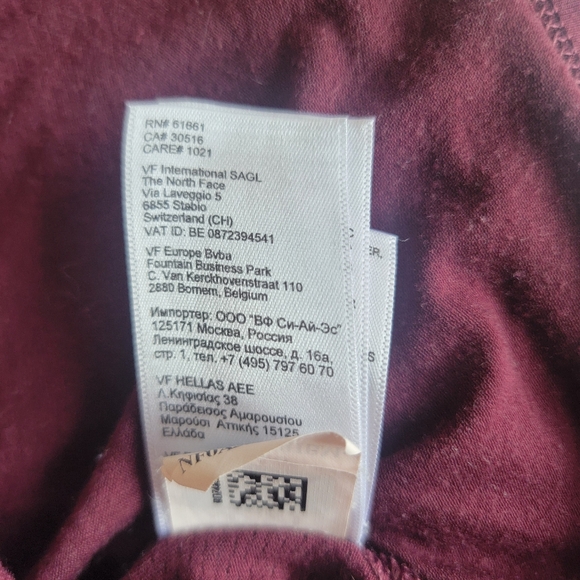 RN# 61661
CA# 30516
CARE# 1021
VF International SAGL
The North Face
Via Laveggio 5
6855 Stabio
Switzerland (CH)
VAT ID: BE 0872394541
VF Europe Bvba
Fountain Business Park
C. Van Kerckhovenstraat 110
2880 Bornem, Belgium
Импортер: ООО "ВФ Си-Ай-Эс"
125171 Москва, Россия
Ленинградское шоссе, д. 16а,
стр. 1, тел. +7 (495) 797 60 70
VF HELLAS AEE
Λ.Κηφισίας 38
Παράδεισος Αμαρουσίου
Μαρούσι Αττικής 15125
Ελλάδα